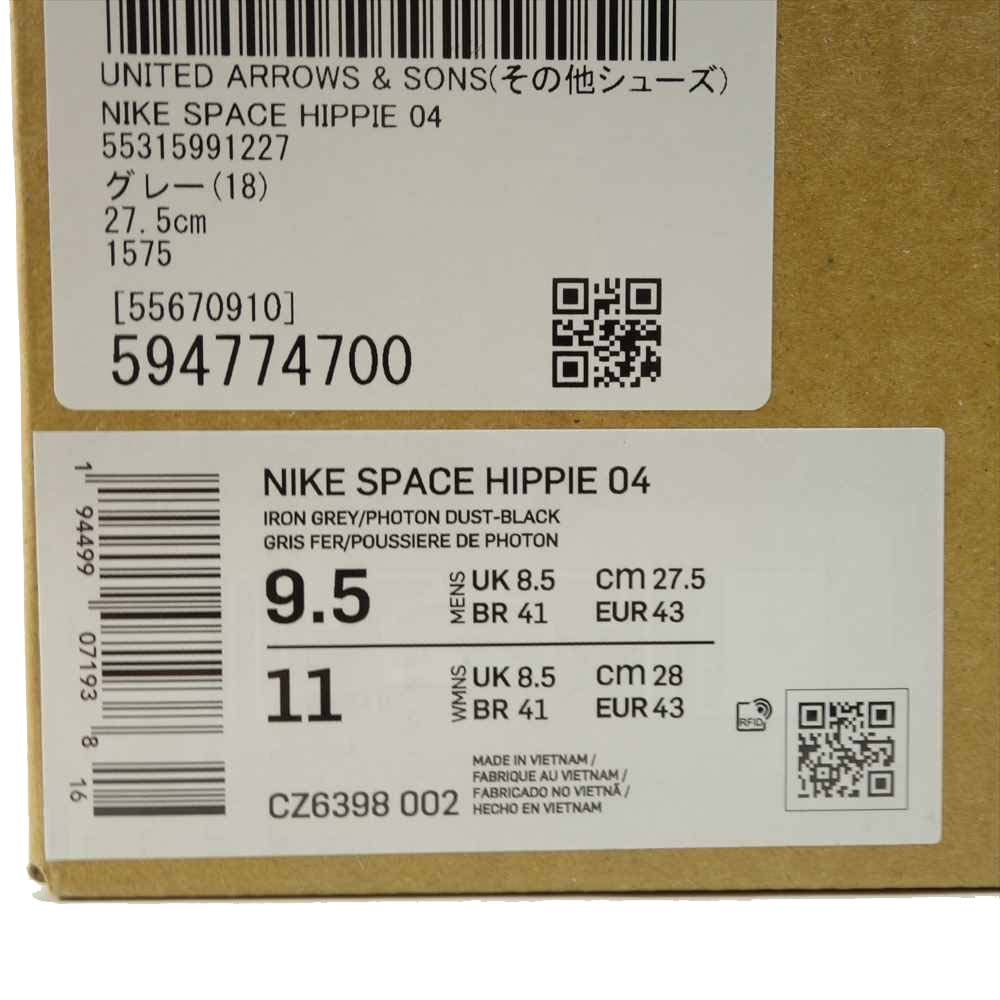 UNITED ARROWS & SONS(その他シューズ)
NIKE SPACE HIPPIE 04
55315991227
グレー(18)
27.5cm
1575
[55670910]
594774700
1 94499 07193 8 16
NIKE SPACE HIPPIE 04
IRON GREY/PHOTON DUST-BLACK
GRIS FER/POUSSIERE DE PHOTON
9.5 MENS UK 8.5 cm 27.5
BR 41 EUR 43
11 WMNS UK 8.5 cm 28
BR 41 EUR 43
RFID
CZ6398 002
MADE IN VIETNAM /
FABRIQUE AU VIETNAM /
FABRICADO NO VIETNÃ /
HECHO EN VIETNAM